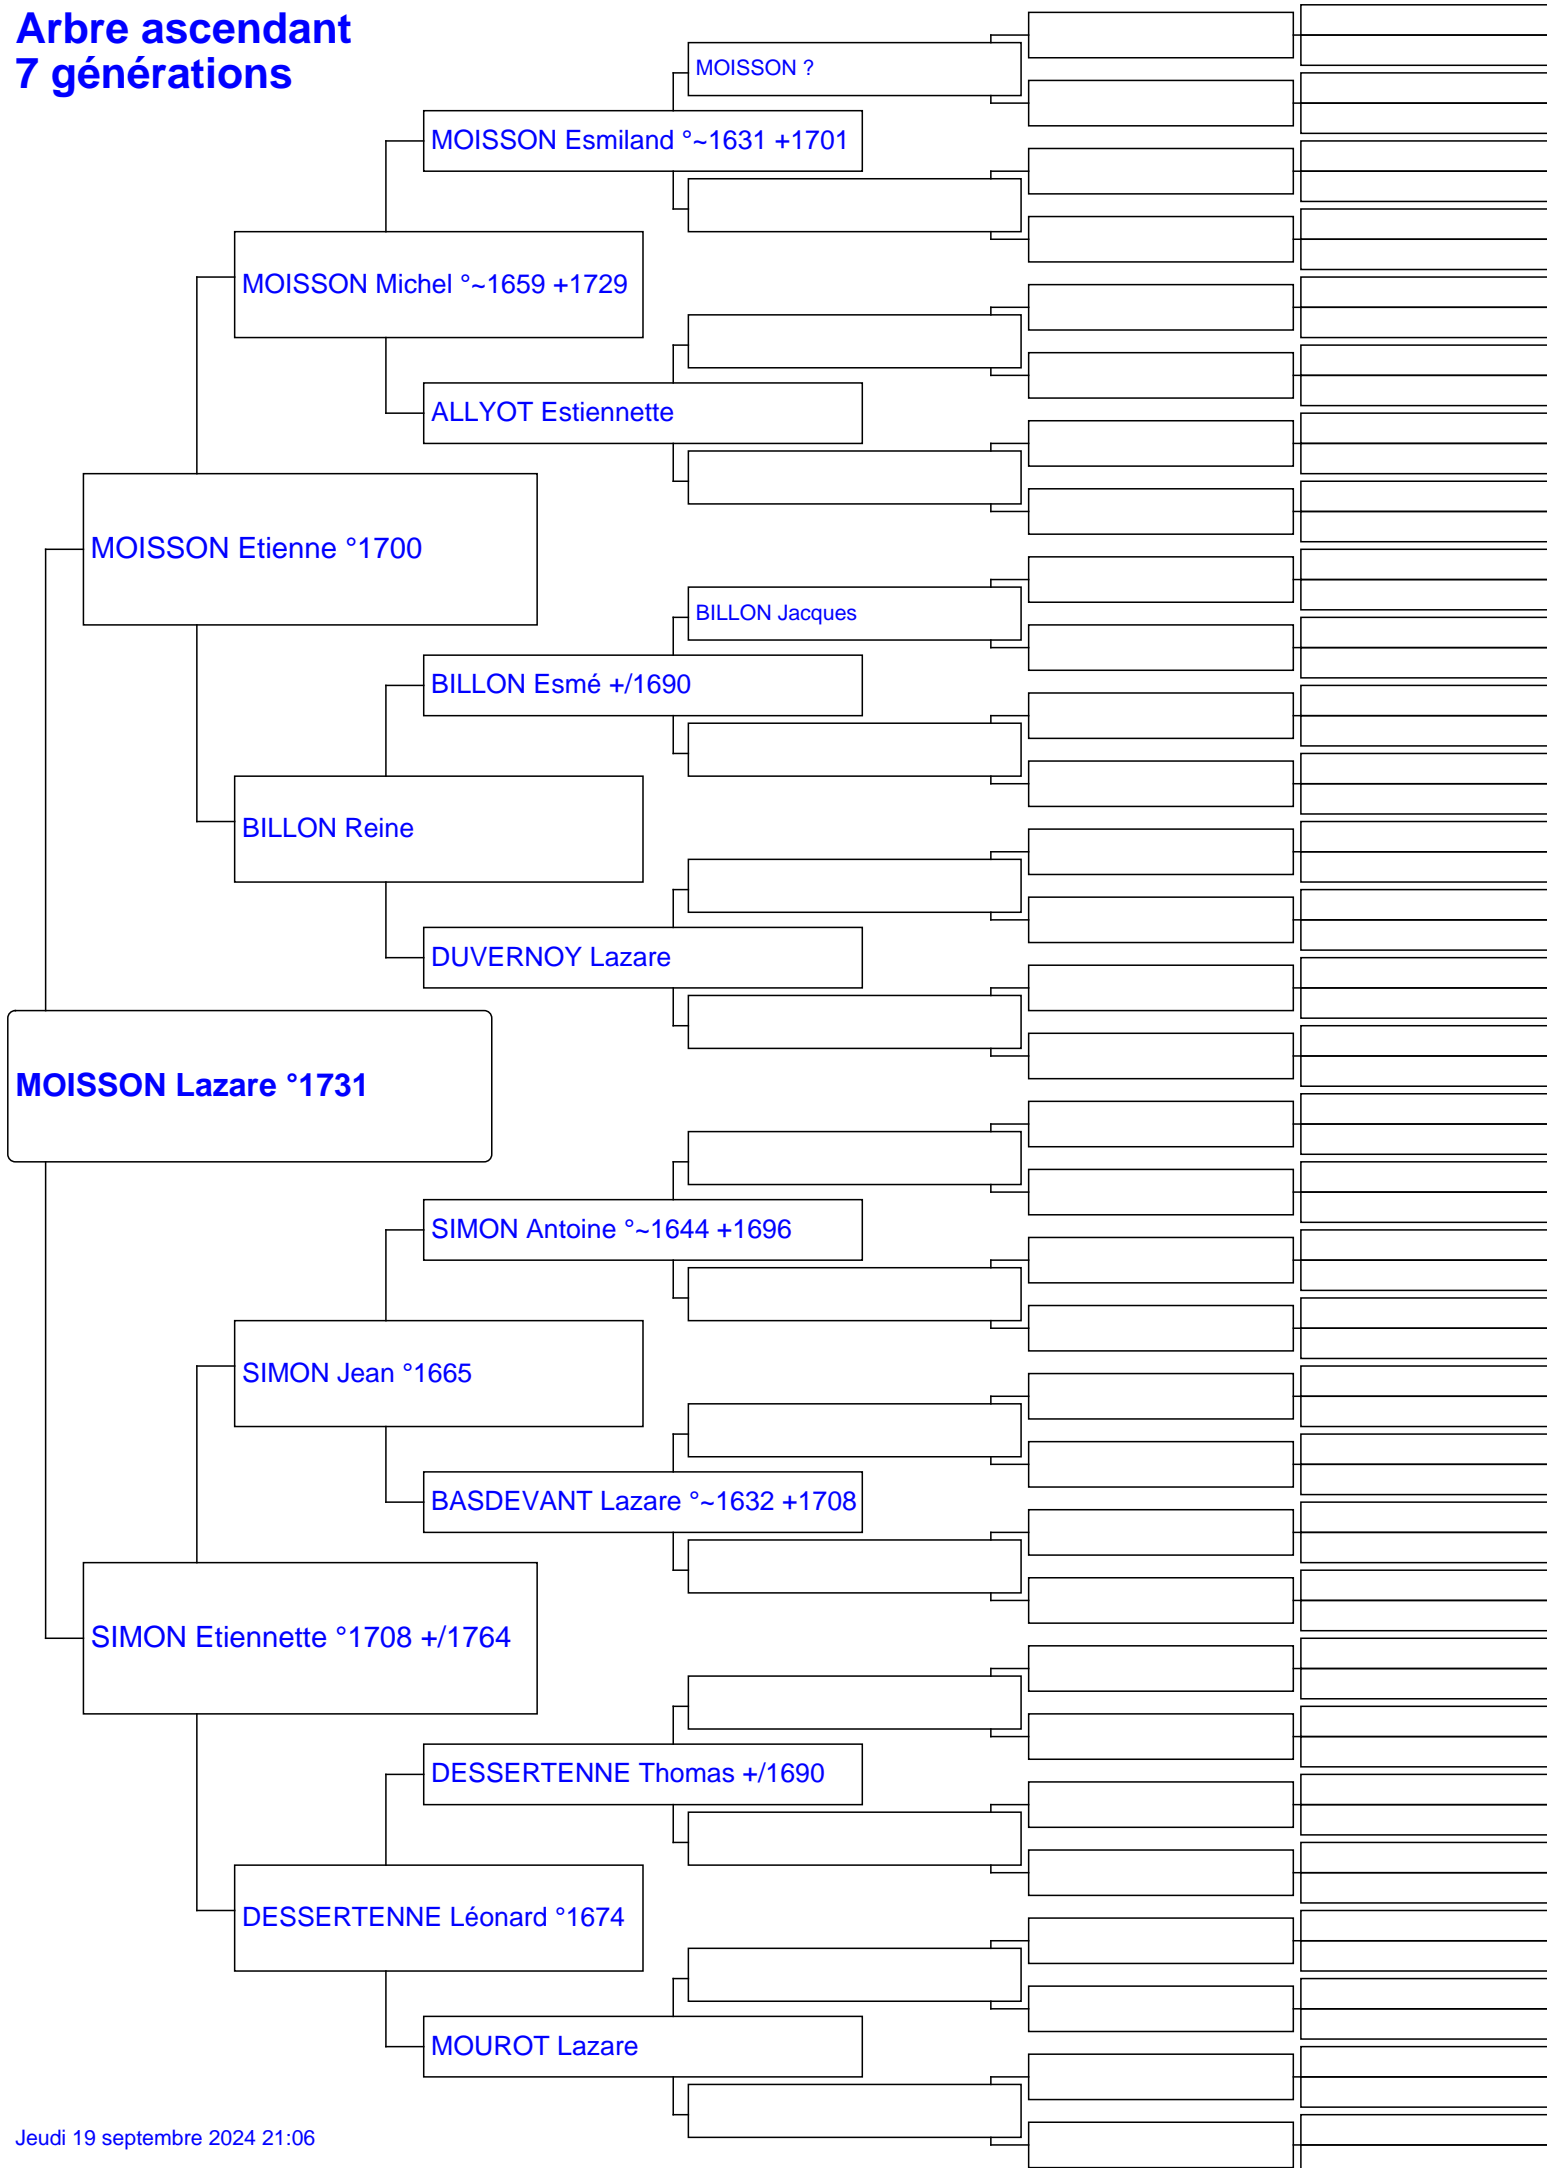 Arbre ascendant
7 générations
MOISSON ?
MOISSON Esmiland °~1631 +1701
MOISSON Michel °~1659 +1729
ALLYOT Estiennette
MOISSON Etienne °1700
BILLON Jacques
BILLON Esmé +/1690
BILLON Reine
DUVERNOY Lazare
MOISSON Lazare °1731
SIMON Antoine °~1644 +1696
SIMON Jean °1665
BASDEVANT Lazare °~1632 +1708
SIMON Etiennette °1708 +/1764
DESSERTENNE Thomas +/1690
DESSERTENNE Léonard °1674
MOUROT Lazare
Jeudi 19 septembre 2024 21:06